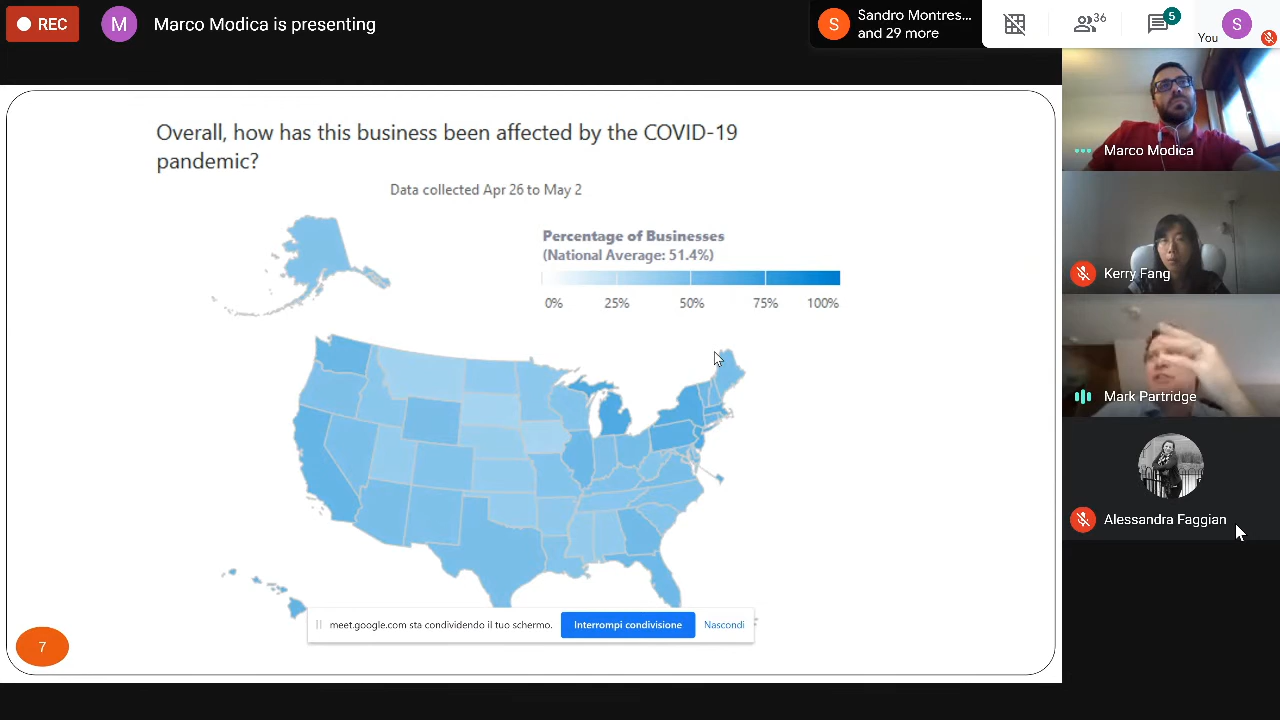 REC
M
Marco Modica is presenting
S
Sandro Montres...
and 29 more
36
5
You
S
Overall, how has this business been affected by the COVID-19
pandemic?
Data collected Apr 26 to May 2
Percentage of Businesses
(National Average: 51.4%)
0% 25% 50% 75% 100%
meet.google.com sta condividendo il tuo schermo.
Interrompi condivisione
Nascondi
7
Marco Modica
Kerry Fang
Mark Partridge
Alessandra Faggian